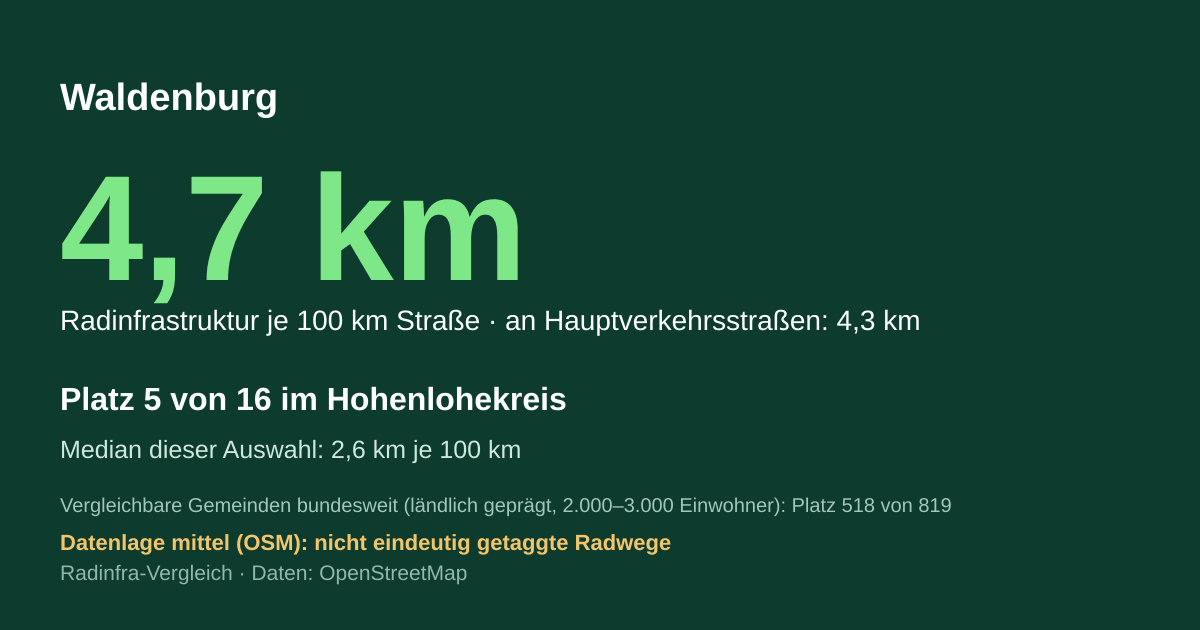 Waldenburg
4,7 km
Radinfrastruktur je 100 km Straße · an Hauptverkehrsstraßen: 4,3 km
Platz 5 von 16 im Hohenlohekreis
Median dieser Auswahl: 2,6 km je 100 km
Vergleichbare Gemeinden bundesweit (ländlich geprägt, 2.000–3.000 Einwohner): Platz 518 von 819
Datenlage mittel (OSM): nicht eindeutig getaggte Radwege
Radinfra-Vergleich · Daten: OpenStreetMap